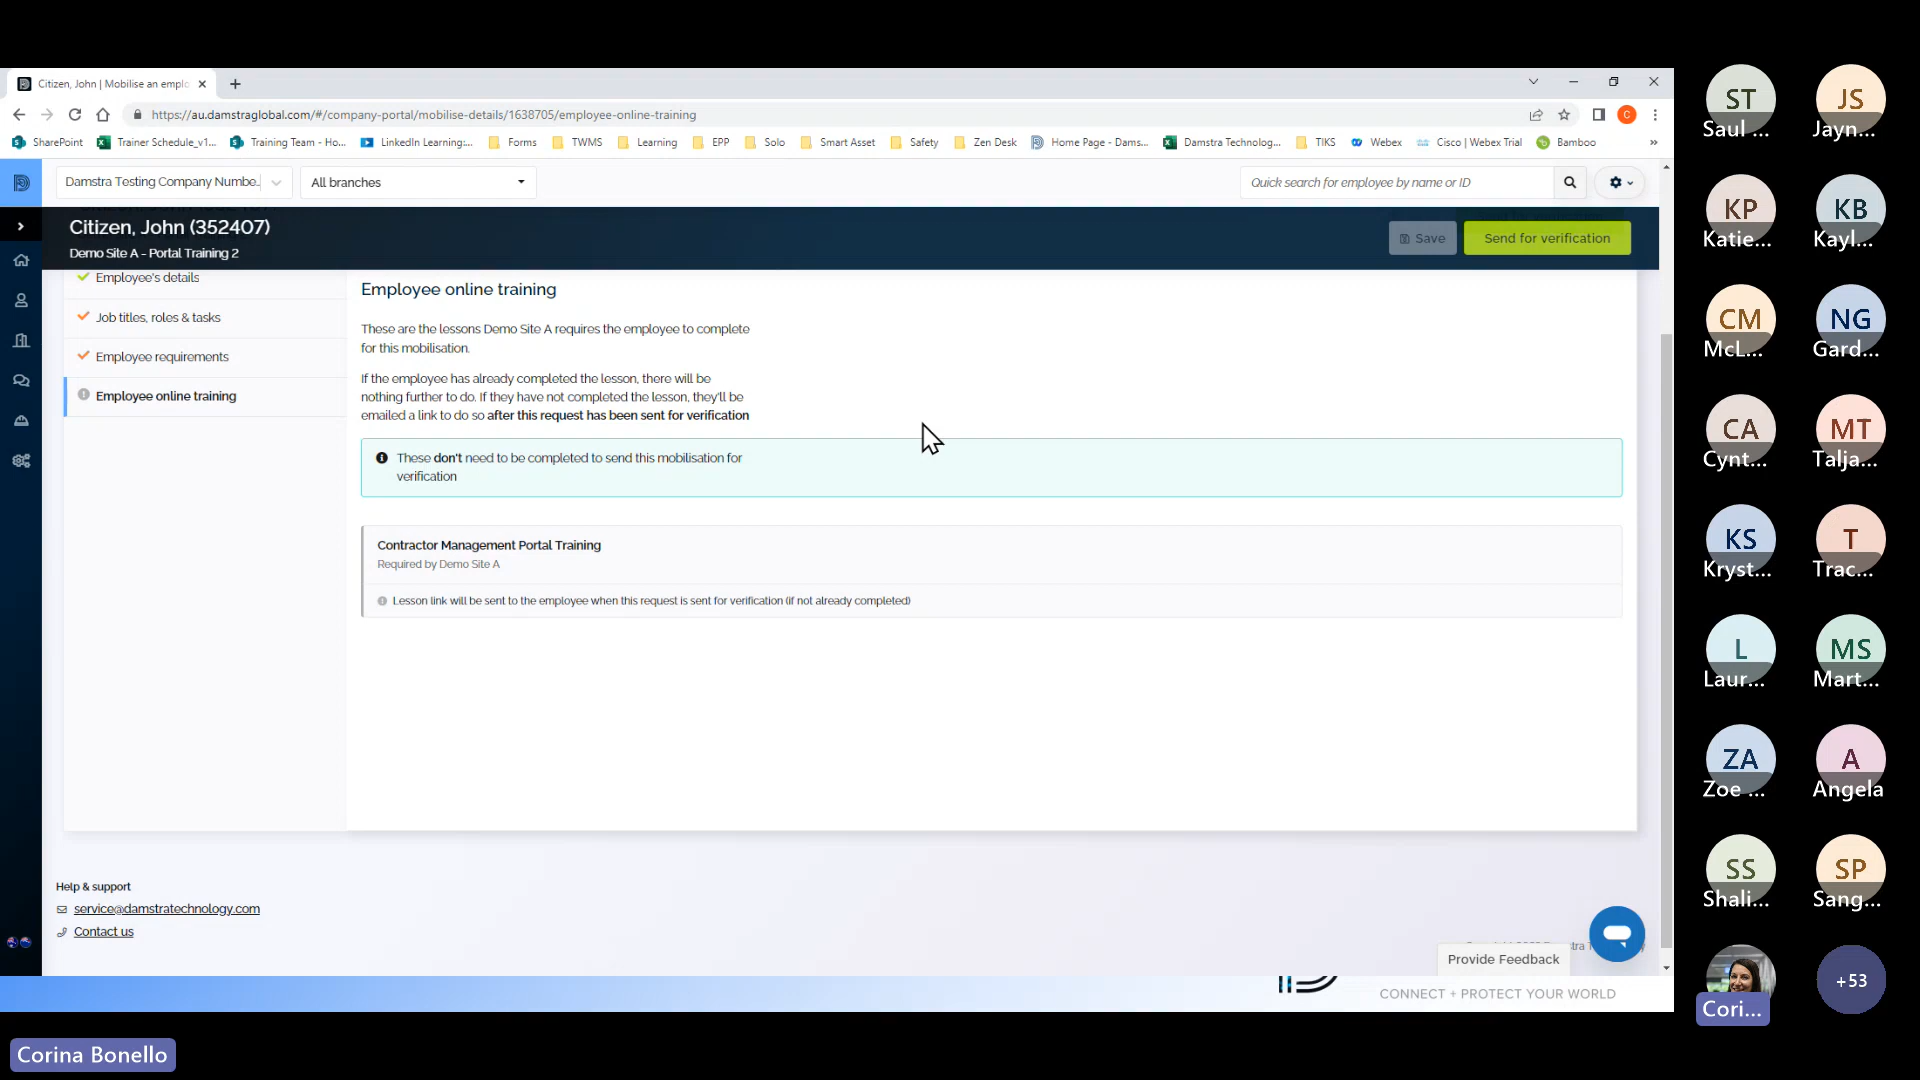 Citizen, John | Mobilise an emplo
https://au.damstraglobal.com/#/company-portal/mobilise-details/1638705/employee-online-training
SharePoint
Trainer Schedule_v1...
Training Team - Ho...
LinkedIn Learning:...
Forms
TWMS
Learning
EPP
Solo
Smart Asset
Safety
Zen Desk
Home Page - Dams...
Damstra Technolog...
TIKS
Webex
Cisco | Webex Trial
Bamboo
»
Damstra Testing Company Numbe..
All branches
Quick search for employee by name or ID
Citizen, John (352407)
Demo Site A - Portal Training 2
Save
Send for verification
Employee's details
Job titles, roles & tasks
Employee requirements
Employee online training
Employee online training
These are the lessons Demo Site A requires the employee to complete
for this mobilisation.
If the employee has already completed the lesson, there will be
nothing further to do. If they have not completed the lesson, they'll be
emailed a link to do so after this request has been sent for verification
These don't need to be completed to send this mobilisation for
verification
Contractor Management Portal Training
Required by Demo Site A
Lesson link will be sent to the employee when this request is sent for verification (if not already completed)
Help & support
service@damstratechnology.com
Contact us
Provide Feedback
CONNECT + PROTECT YOUR WORLD
Corina Bonello
ST
Saul ...
JS
Jayn...
KP
Katie...
KB
Kayl...
CM
McL...
NG
Gard...
CA
Cynt...
MT
Talja...
KS
Kryst...
T
Trac...
L
Laur...
MS
Mart...
ZA
Zoe ...
A
Angela
SS
Shali...
SP
Sang...
Cori...
+53
C